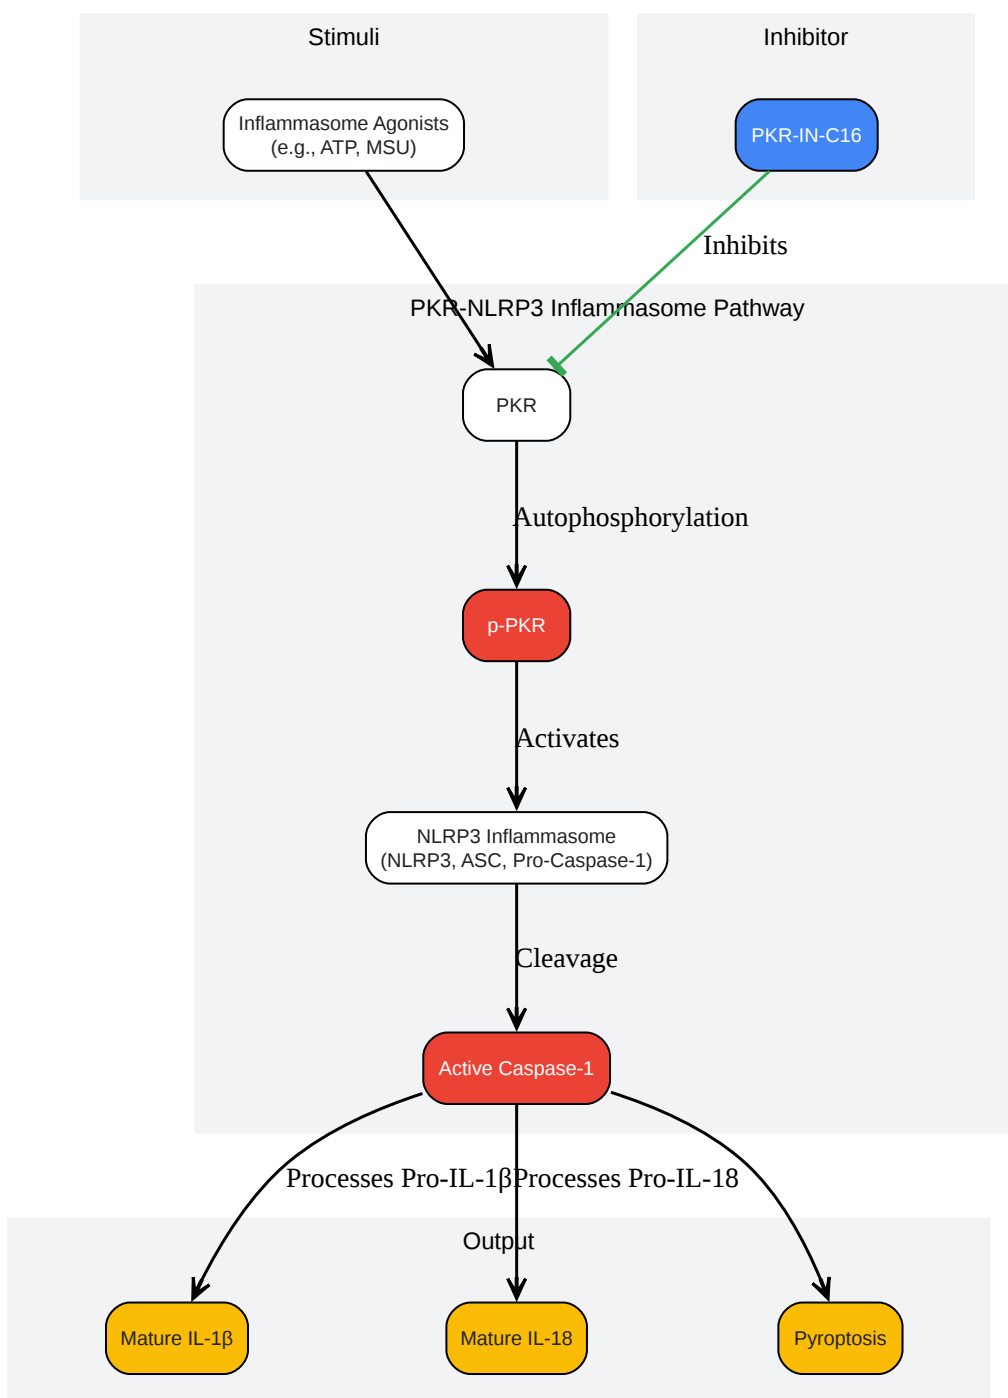 Stimuli
Inhibitor
Inflammasome Agonists
(e.g., ATP, MSU)
PKR-IN-C16
Inhibits
PKR-NLRP3 Inflammasome Pathway
PKR
Autophosphorylation
p-PKR
Activates
NLRP3 Inflammasome
(NLRP3, ASC, Pro-Caspase-1)
Cleavage
Active Caspase-1
Processes Pro-IL-1β
Processes Pro-IL-18
Output
Mature IL-1β
Mature IL-18
Pyroptosis